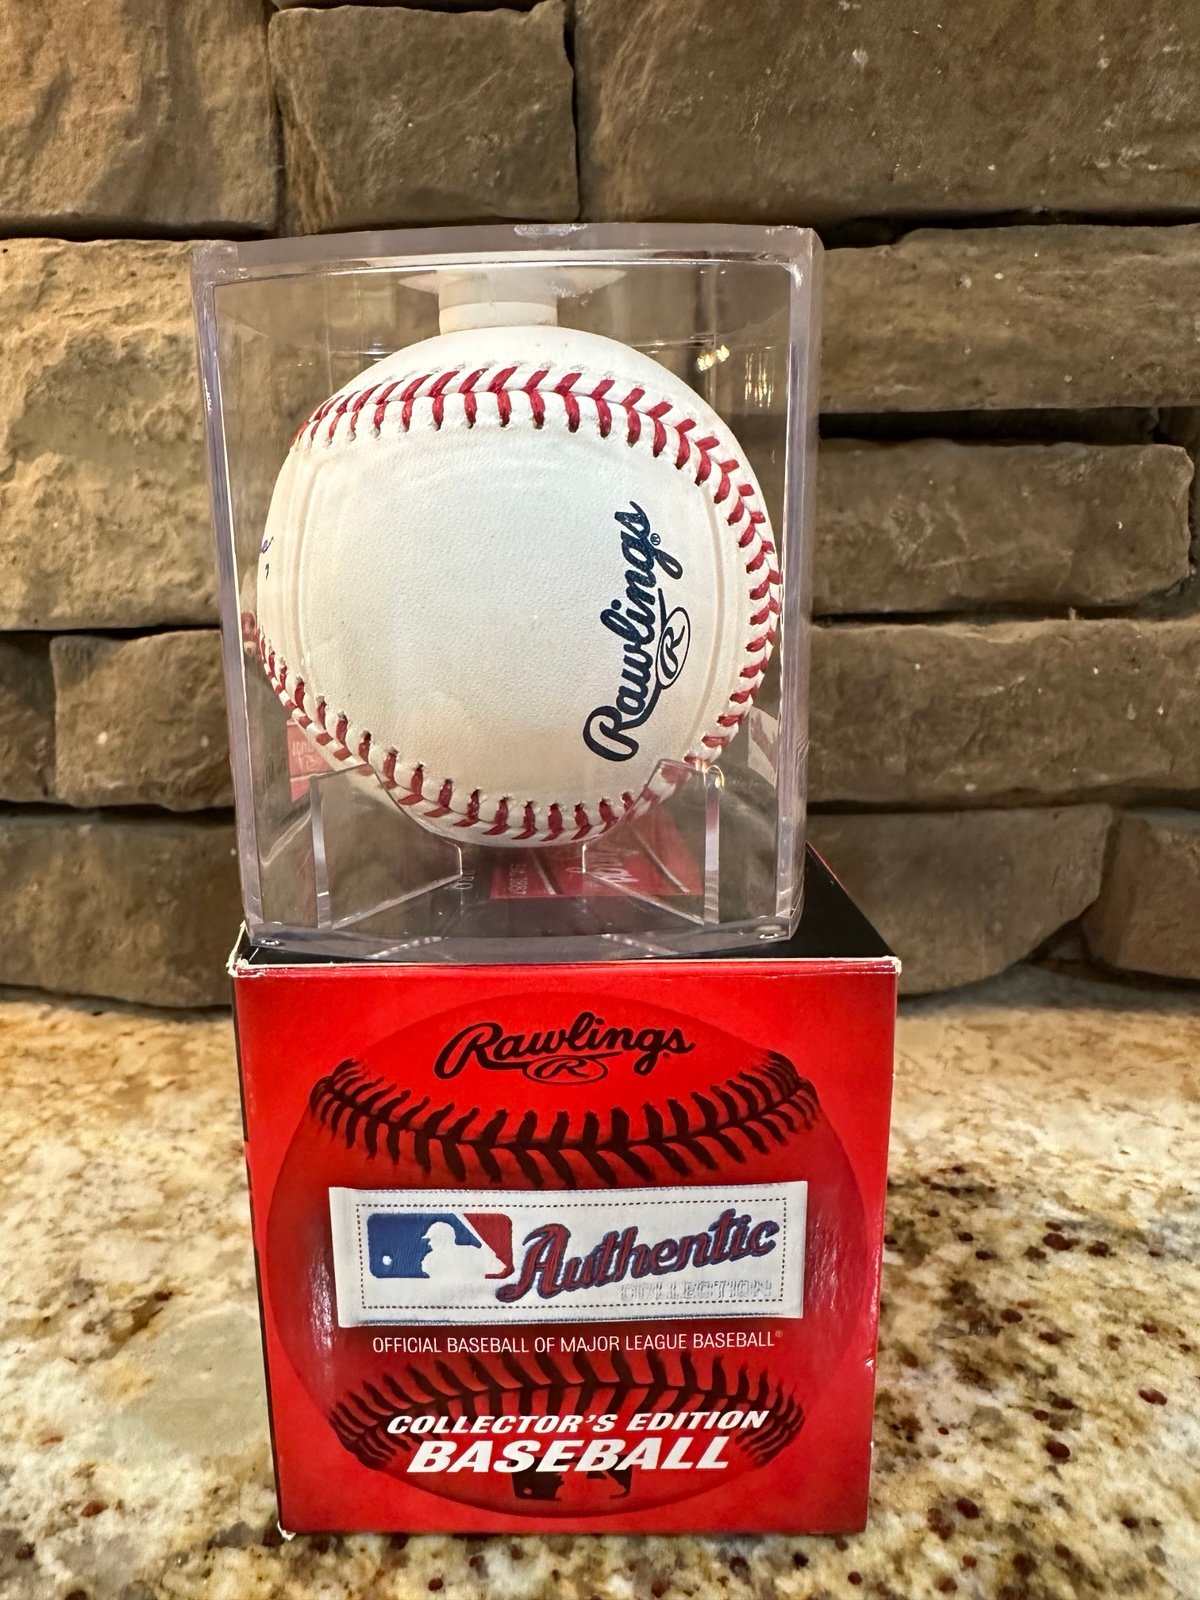 Rawlings®
R
Rawlings
R
Authentic
COLLECTION
OFFICIAL BASEBALL OF MAJOR LEAGUE BASEBALL®
COLLECTOR'S EDITION
BASEBALL